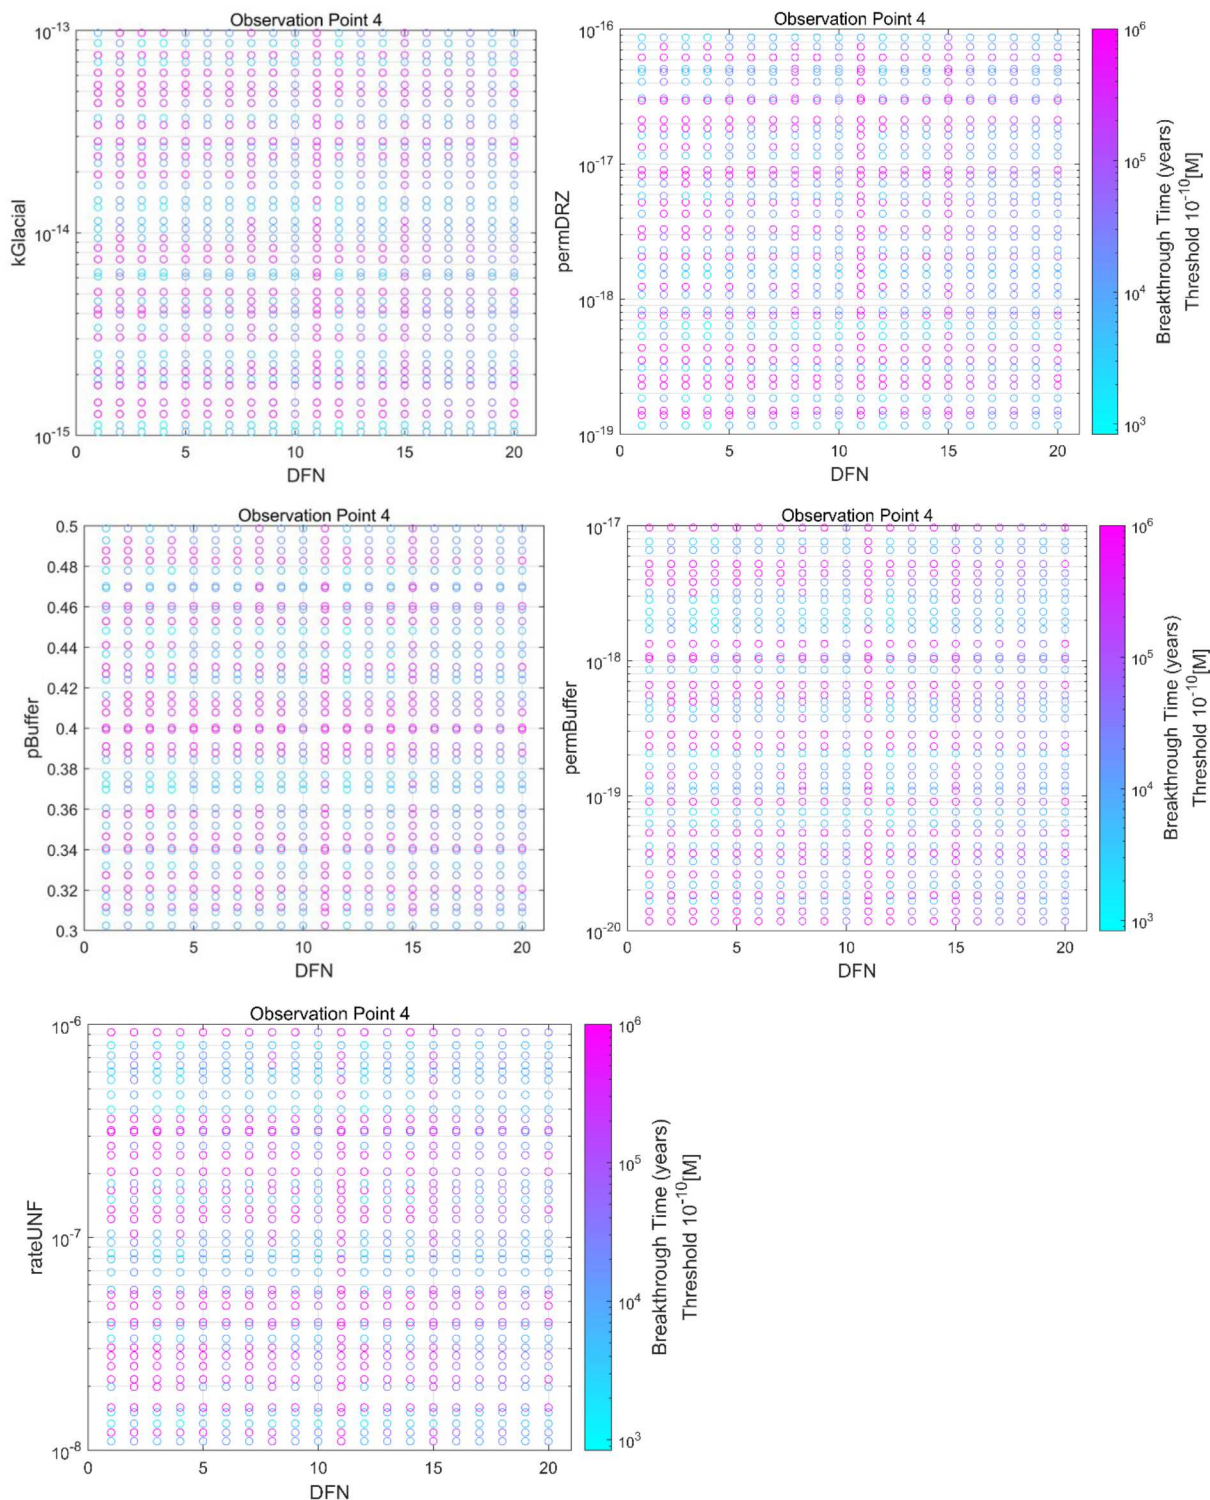 Observation Point 4
10^-13
10^-14
10^-15
kGlacial
5
10
15
20
DFN
Observation Point 4
10^-16
10^-17
10^-18
10^-19
permDRZ
5
10
15
20
DFN
10^6
10^5
10^4
10^3
Breakthrough Time (years)
Threshold 10^-10[M]
Observation Point 4
0.5
0.48
0.46
0.44
0.42
0.4
0.38
0.36
0.34
0.32
0.3
pBuffer
0
5
10
15
20
DFN
Observation Point 4
10^-17
10^-18
10^-19
10^-20
permBuffer
0
5
10
15
20
DFN
10^6
10^5
10^4
10^3
Breakthrough Time (years)
Threshold 10^-10[M]
Observation Point 4
10^-6
10^-7
10^-8
rateUNF
0
5
10
15
20
DFN
10^6
10^5
10^4
10^3
Breakthrough Time (years)
Threshold 10^-10[M]